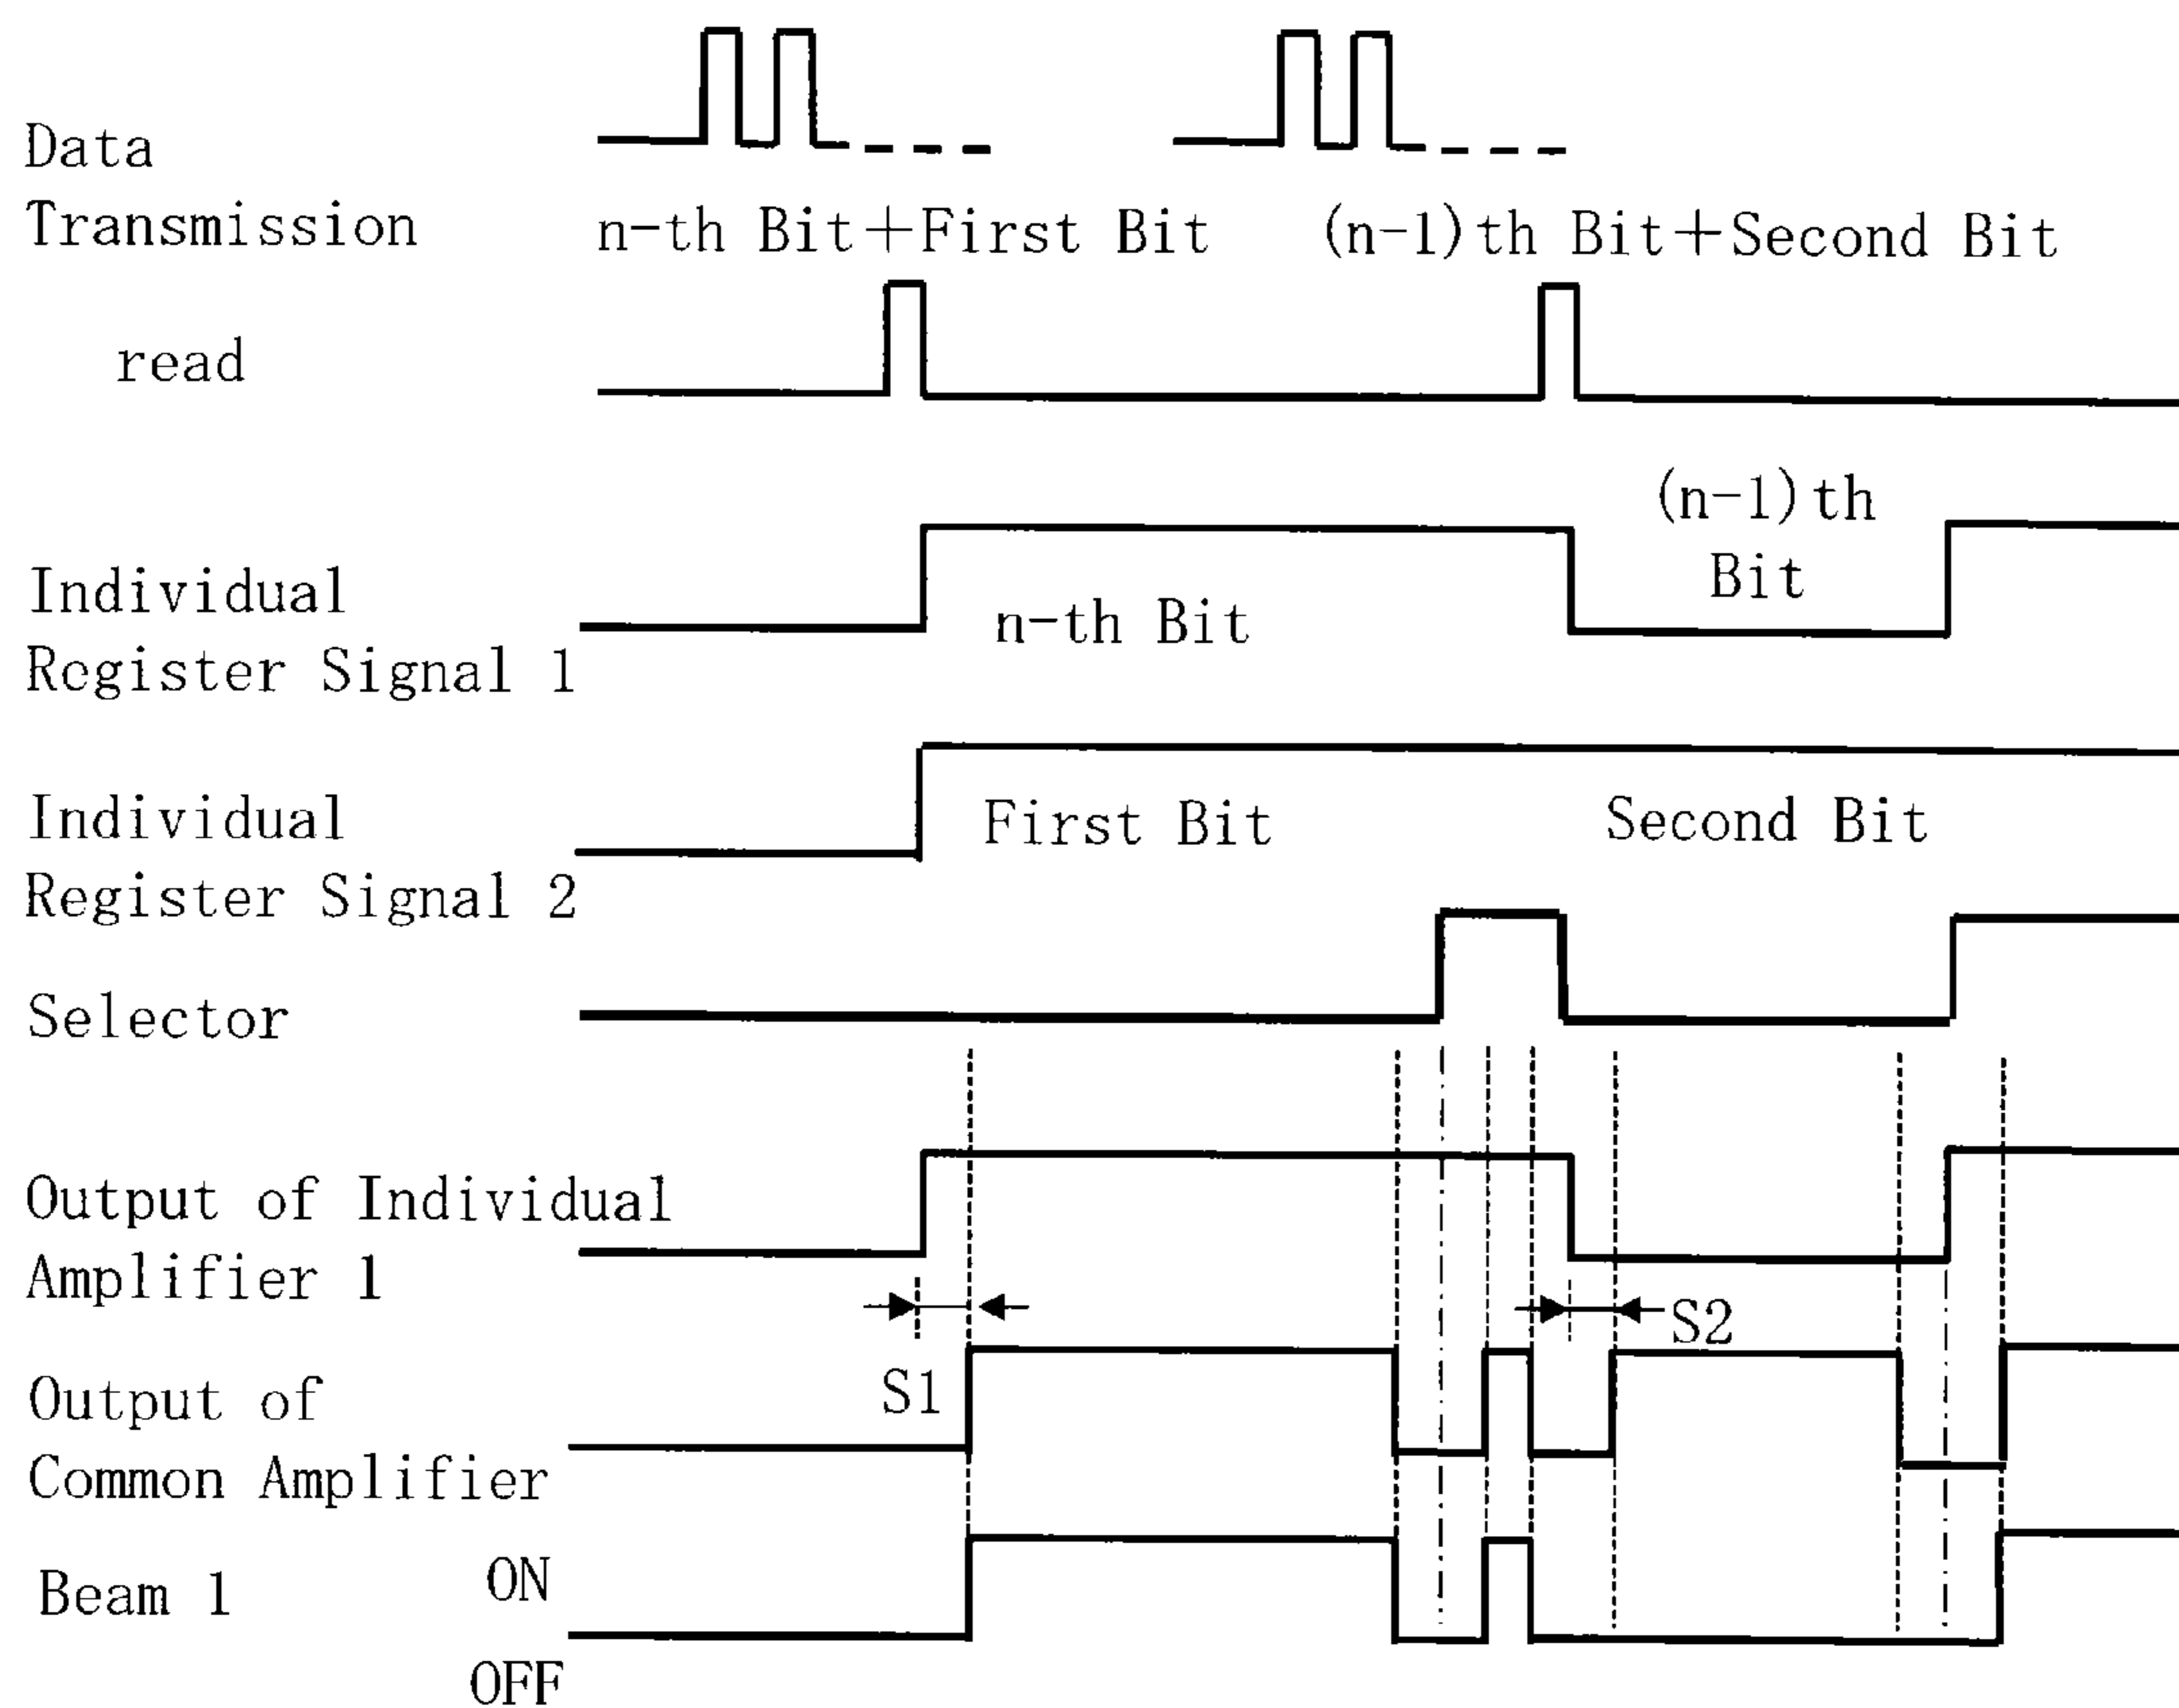 Data
Transmission
n-th Bit+First Bit
(n-1)th Bit+Second Bit
read
(n-1)th
Bit
Individual
Register Signal 1
n-th Bit
Individual
Register Signal 2
First Bit
Second Bit
Selector
Output of Individual
Amplifier 1
S1
S2
Output of
Common Amplifier
Beam 1
ON
OFF